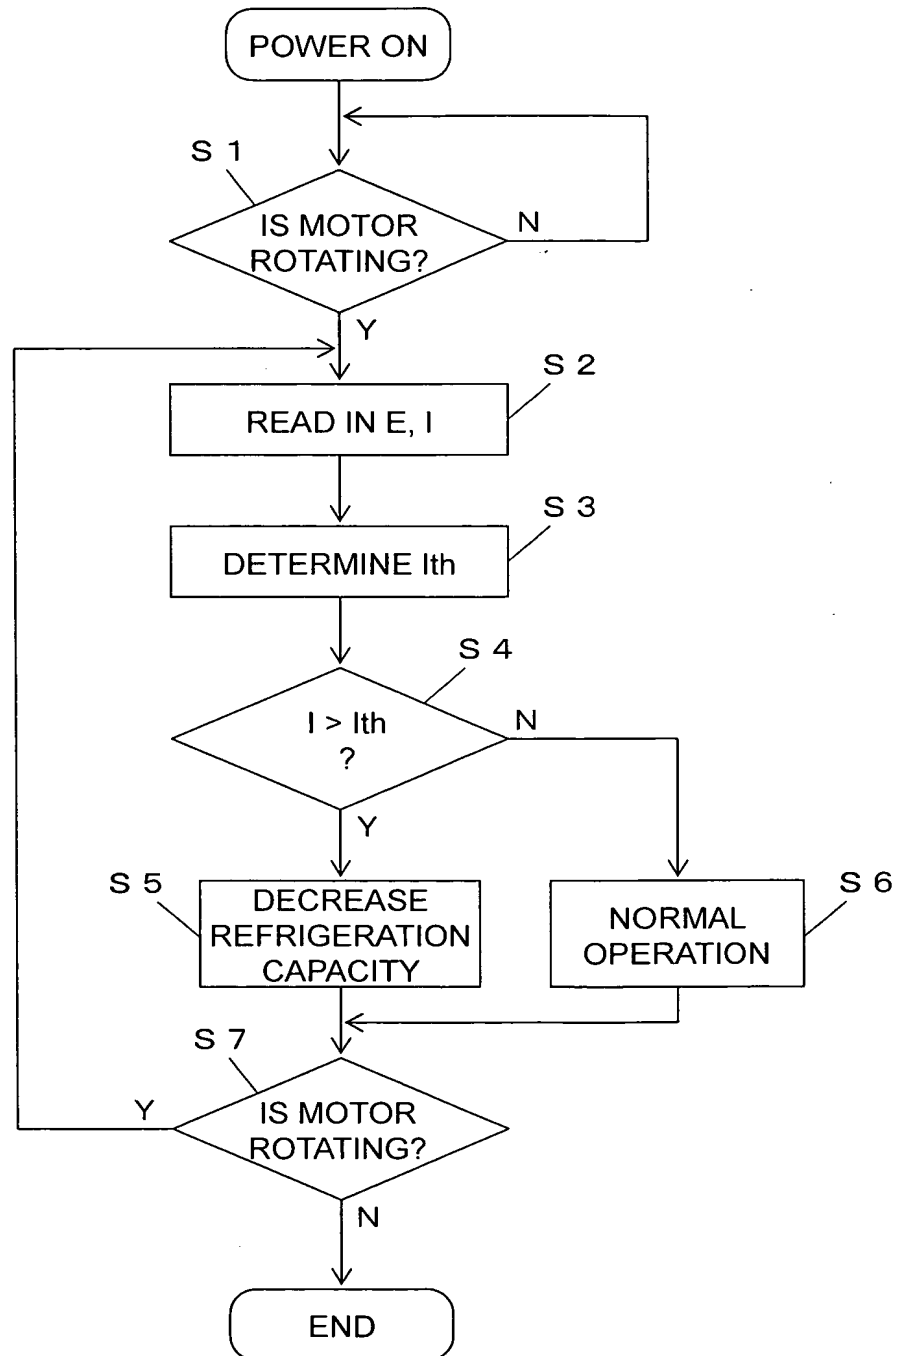 POWER ON
S 1
IS MOTOR
ROTATING?
N
Y
S 2
READ IN E, I
S 3
DETERMINE Ith
S 4
I > Ith
?
N
Y
S 5
DECREASE
REFRIGERATION
CAPACITY
S 6
NORMAL
OPERATION
S 7
IS MOTOR
ROTATING?
Y
N
END